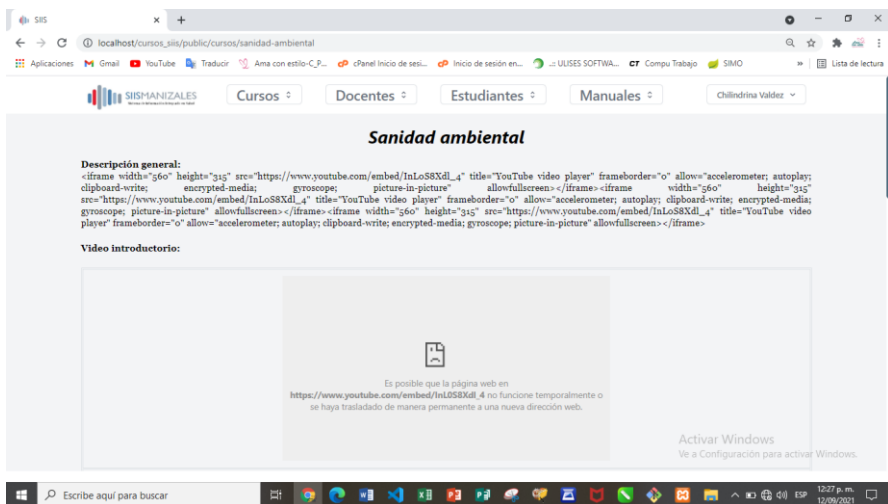 SIIS
localhost/cursos_siis/public/cursos/sanidad-ambiental
Aplicaciones Gmail YouTube Traducir Ama con estilo-C_P... cPanel Inicio de sesi... Inicio de sesión en... ..:: ULISES SOFTWA... CT Compu Trabajo SIMO » Lista de lectura
SIISMANIZALES Cursos Docentes Estudiantes Manuales Chilindrina Valdez
Sanidad ambiental
Descripción general:
<iframe width="560" height="315" src="https://www.youtube.com/embed/InLoS8Xdl_4" title="YouTube video player" frameborder="0" allow="accelerometer; autoplay;
clipboard-write; encrypted-media; gyroscope; picture-in-picture" allowfullscreen></iframe><iframe width="560" height="315"
src="https://www.youtube.com/embed/InLoS8Xdl_4" title="YouTube video player" frameborder="0" allow="accelerometer; autoplay; clipboard-write; encrypted-media;
gyroscope; picture-in-picture" allowfullscreen></iframe><iframe width="560" height="315" src="https://www.youtube.com/embed/InLoS8Xdl_4" title="YouTube video
player" frameborder="0" allow="accelerometer; autoplay; clipboard-write; encrypted-media; gyroscope; picture-in-picture" allowfullscreen></iframe>
Video introductorio:
Es posible que la página web en
https://www.youtube.com/embed/InL0S8Xdl_4 no funcione temporalmente o
se haya trasladado de manera permanente a una nueva dirección web.
Activar Windows
Ve a Configuración para activar Windows.
Escribe aquí para buscar
ESP
12:27 p. m.
12/09/2021